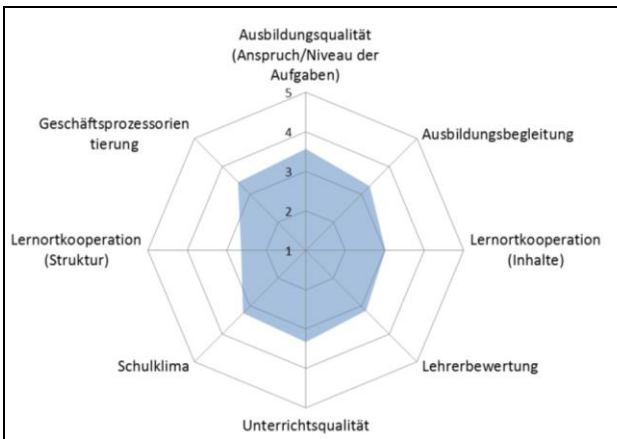 Ausbildungsqualität
(Anspruch/Niveau der
Aufgaben)
5
Geschäftsprozessorien
tierung
4
Ausbildungsbegleitung
3
2
Lernortkooperation
(Struktur)
1
Lernortkooperation
(Inhalte)
Schulklima
Lehrerbewertung
Unterrichtsqualität